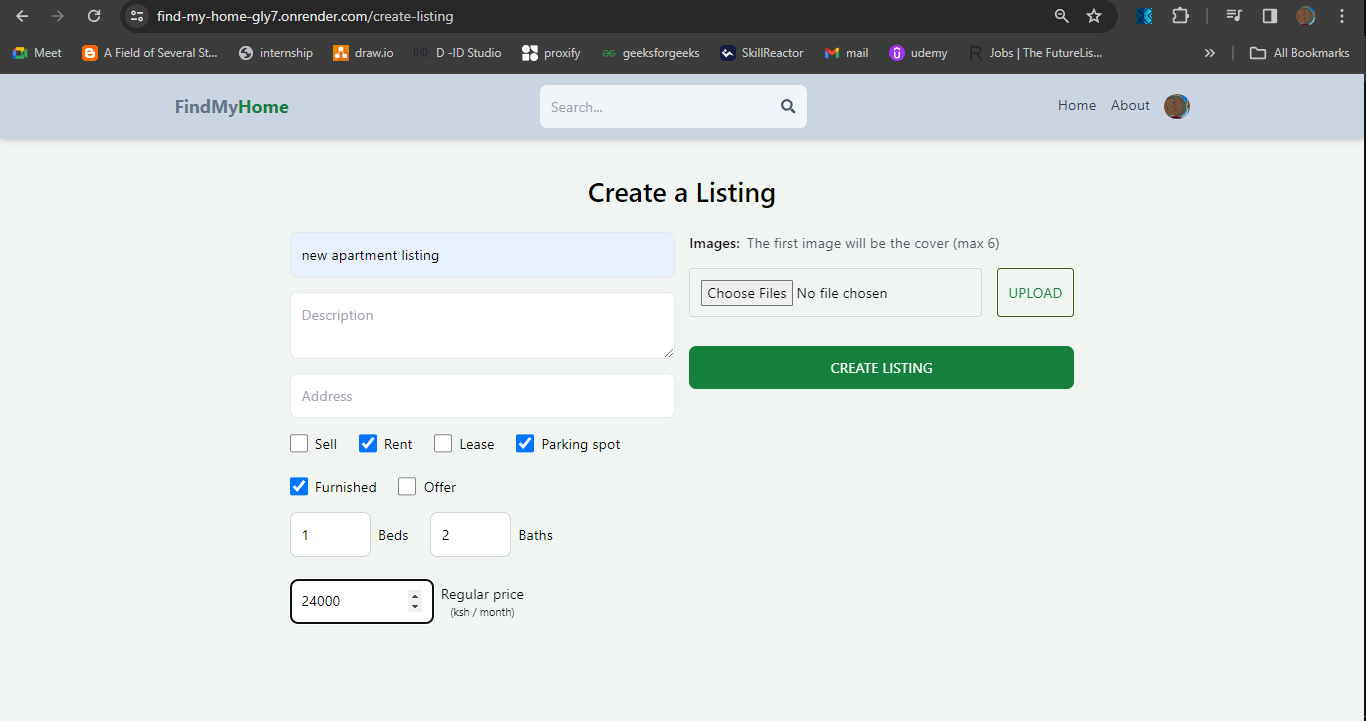 find-my-home-gly7.onrender.com/create-listing
Meet A Field of Several St... internship draw.io D -ID Studio proxify geeksforgeeks SkillReactor mail udemy Jobs | The FutureLis... » All Bookmarks
FindMyHome Search... Home About
Create a Listing
new apartment listing
Description
Address
Sell Rent Lease Parking spot
Furnished Offer
1 Beds 2 Baths
24000 Regular price
(ksh / month)
Images: The first image will be the cover (max 6)
Choose Files No file chosen UPLOAD
CREATE LISTING